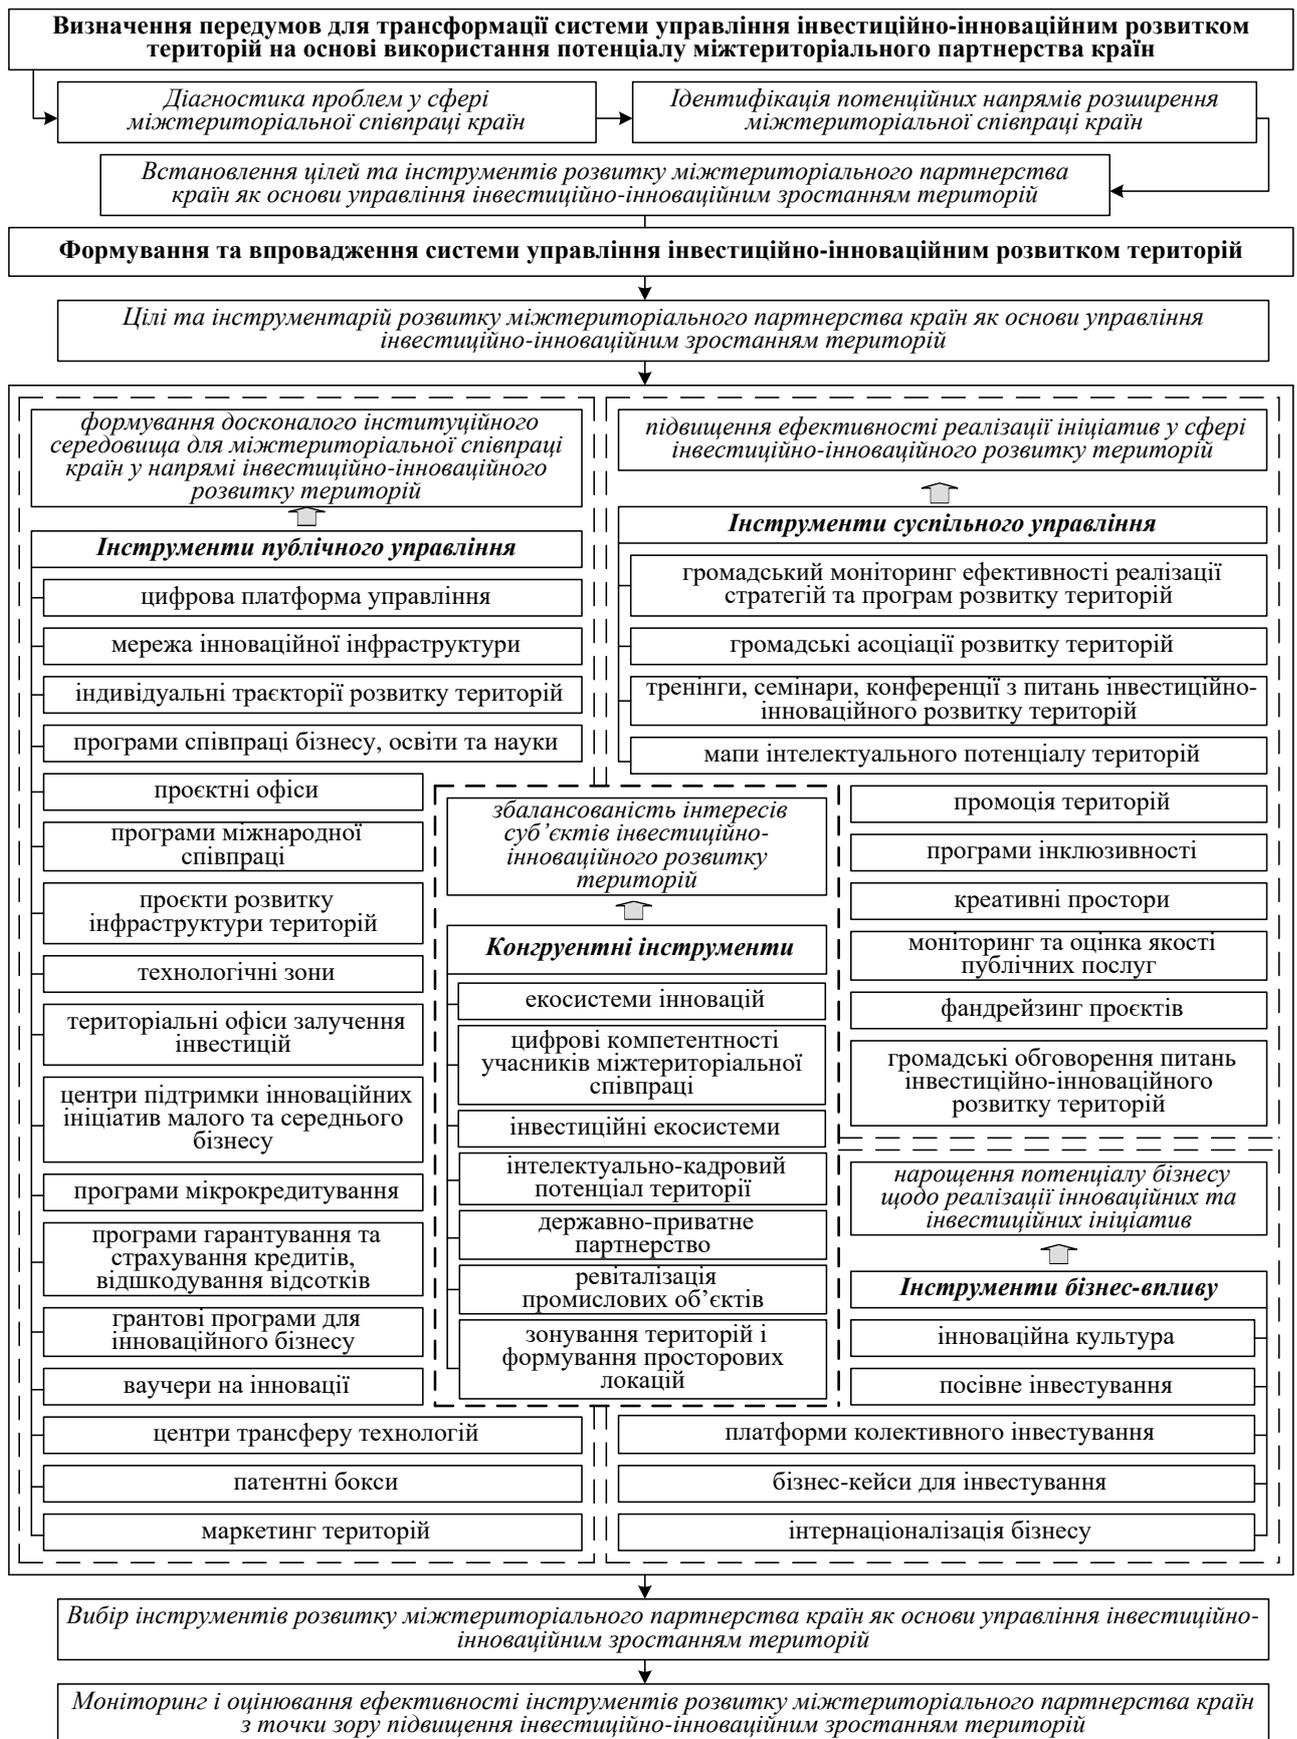 Визначення передумов для трансформації системи управління інвестиційно-інноваційним розвитком
територій на основі використання потенціалу міжтериторіального партнерства країн
Діагностика проблем у сфері
міжтериторіальної співпраці країн
Ідентифікація потенційних напрямів розширення
міжтериторіальної співпраці країн
Встановлення цілей та інструментів розвитку міжтериторіального партнерства
країн як основи управління інвестиційно-інноваційним зростанням територій
Формування та впровадження системи управління інвестиційно-інноваційним розвитком територій
Цілі та інструментарій розвитку міжтериторіального партнерства країн як основи управління
інвестиційно-інноваційним зростанням територій
формування досконалого інституційного
середовища для міжтериторіальної співпраці
країн у напрямі інвестиційно-інноваційного
розвитку територій
Інструменти публічного управління
цифрова платформа управління
мережа інноваційної інфраструктури
індивідуальні траєкторії розвитку територій
програми співпраці бізнесу, освіти та науки
проєктні офіси
програми міжнародної
співпраці
проєкти розвитку
інфраструктури територій
технологічні зони
територіальні офіси залучення
інвестицій
центри підтримки інноваційних
ініціатив малого та середнього
бізнесу
програми мікрокредитування
програми гарантування та
страхування кредитів,
відшкодування відсотків
грантові програми для
інноваційного бізнесу
ваучери на інновації
центри трансферу технологій
патентні бокси
маркетинг територій
підвищення ефективності реалізації ініціатив у сфері
інвестиційно-інноваційного розвитку територій
Інструменти суспільного управління
громадський моніторинг ефективності реалізації
стратегій та програм розвитку територій
громадські асоціації розвитку територій
тренінги, семінари, конференції з питань інвестиційно-
інноваційного розвитку територій
мапи інтелектуального потенціалу територій
промоція територій
програми інклюзивності
креативні простори
моніторинг та оцінка якості
публічних послуг
фандрейзинг проєктів
громадські обговорення питань
інвестиційно-інноваційного
розвитку територій
збалансованість інтересів
суб’єктів інвестиційно-
інноваційного розвитку
територій
Конгруентні інструменти
екосистеми інновацій
цифрові компетентності
учасників міжтериторіальної
співпраці
інвестиційні екосистеми
інтелектуально-кадровий
потенціал території
державно-приватне
партнерство
ревіталізація
промислових об’єктів
зонування територій і
формування просторових
локацій
нарощення потенціалу бізнесу
щодо реалізації інноваційних та
інвестиційних ініціатив
Інструменти бізнес-впливу
інноваційна культура
посівне інвестування
платформи колективного інвестування
бізнес-кейси для інвестування
інтернаціоналізація бізнесу
Вибір інструментів розвитку міжтериторіального партнерства країн як основи управління інвестиційно-
інноваційним зростанням територій
Моніторинг і оцінювання ефективності інструментів розвитку міжтериторіального партнерства країн
з точки зору підвищення інвестиційно-інноваційним зростанням територій